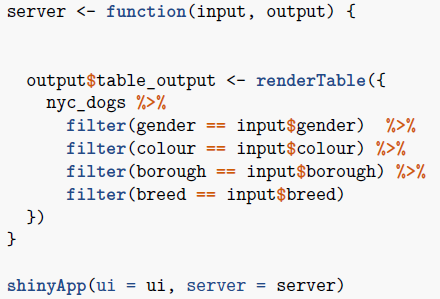 server <- function(input, output) {
output$table_output <- renderTable({
nyc_dogs %>%
filter(gender == input$gender) %>%
filter(colour == input$colour) %>%
filter(borough == input$borough) %>%
filter(breed == input$breed)
})
}
shinyApp(ui = ui, server = server)